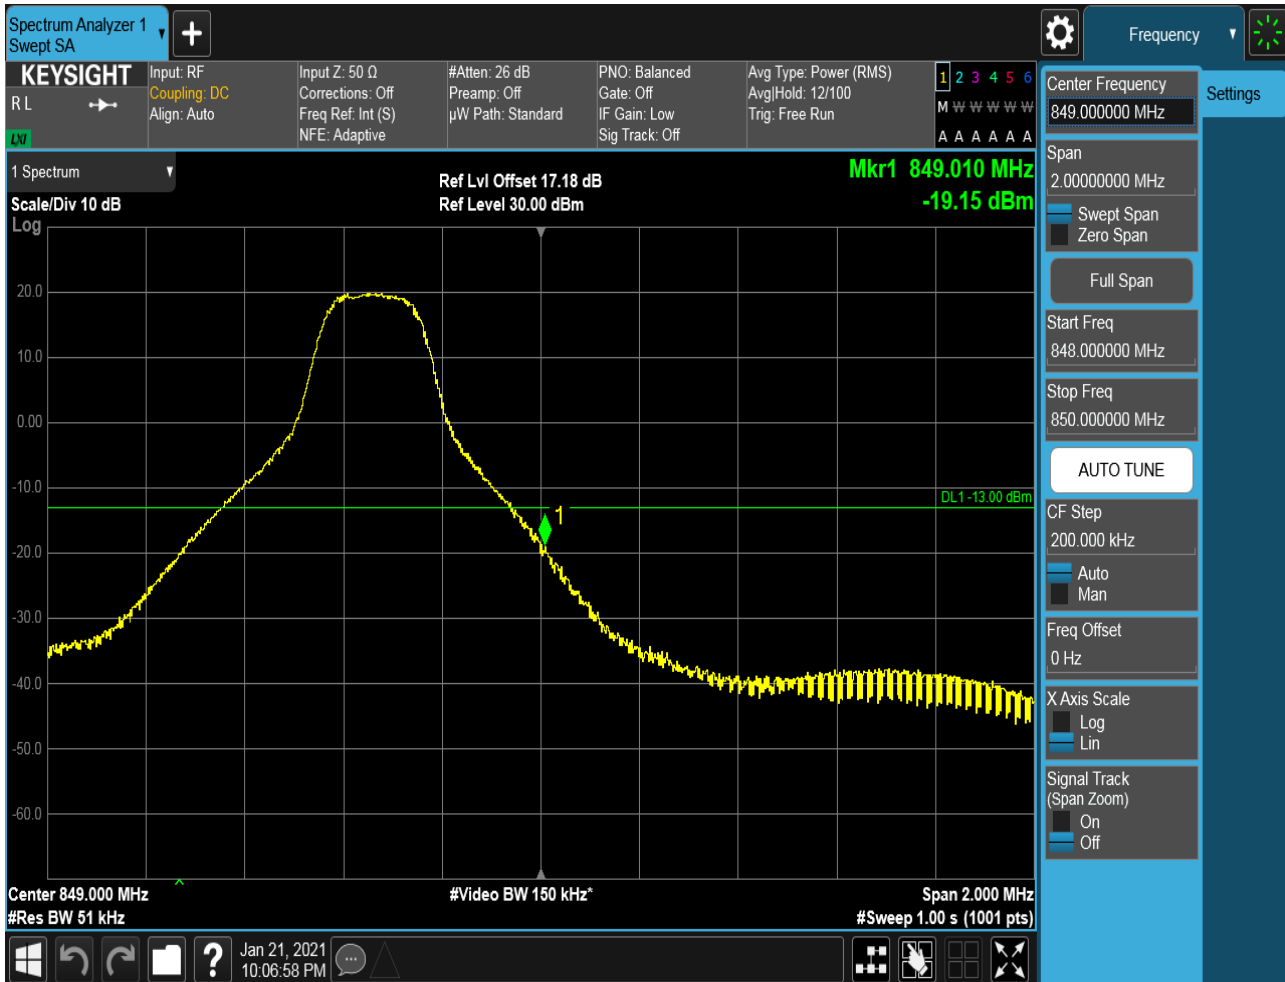 Spectrum Analyzer 1
Swept SA
Frequency
KEYSIGHT
R L
LXI
Input: RF
Coupling: DC
Align: Auto
Input Z: 50 Ω
Corrections: Off
Freq Ref: Int (S)
NFE: Adaptive
#Atten: 26 dB
Preamp: Off
µW Path: Standard
PNO: Balanced
Gate: Off
IF Gain: Low
Sig Track: Off
Avg Type: Power (RMS)
Avg|Hold: 12/100
Trig: Free Run
1 2 3 4 5 6
M W W W W W
A A A A A A
1 Spectrum
Scale/Div 10 dB
Log
Ref Lvl Offset 17.18 dB
Ref Level 30.00 dBm
Mkr1 849.010 MHz
-19.15 dBm
20.0
10.0
0.00
-10.0
-20.0
-30.0
-40.0
-50.0
-60.0
DL1 -13.00 dBm
1
Center 849.000 MHz
#Res BW 51 kHz
#Video BW 150 kHz*
Span 2.000 MHz
#Sweep 1.00 s (1001 pts)
Jan 21, 2021
10:06:58 PM
Center Frequency
849.000000 MHz
Settings
Span
2.00000000 MHz
Swept Span
Zero Span
Full Span
Start Freq
848.000000 MHz
Stop Freq
850.000000 MHz
AUTO TUNE
CF Step
200.000 kHz
Auto
Man
Freq Offset
0 Hz
X Axis Scale
Log
Lin
Signal Track
(Span Zoom)
On
Off